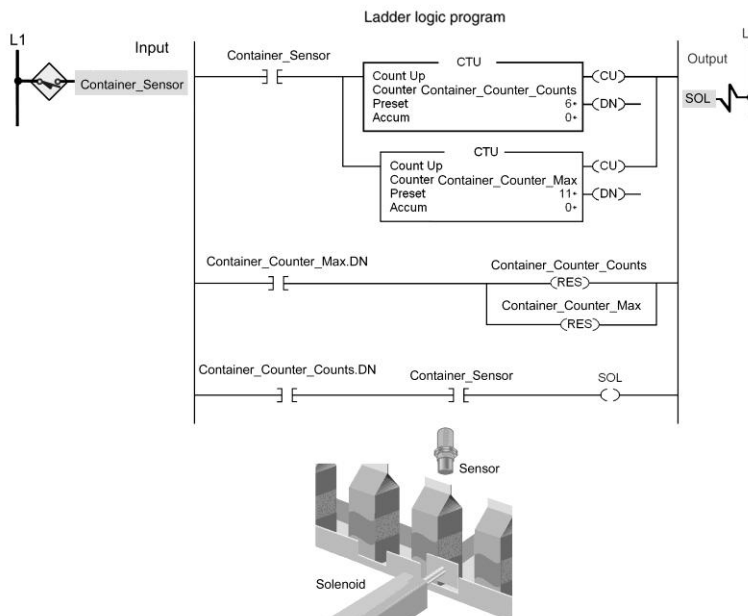 Ladder logic program
L1
Input
Container_Sensor
Container_Sensor
CTU
Count Up
Counter Container_Counter_Counts
Preset 6
Accum 0
CU
DN
CTU
Count Up
Counter Container_Counter_Max
Preset 11
Accum 0
CU
DN
L
Output
SOL
Container_Counter_Max.DN
Container_Counter_Counts
RES
Container_Counter_Max
RES
Container_Counter_Counts.DN
Container_Sensor
SOL
Sensor
Solenoid